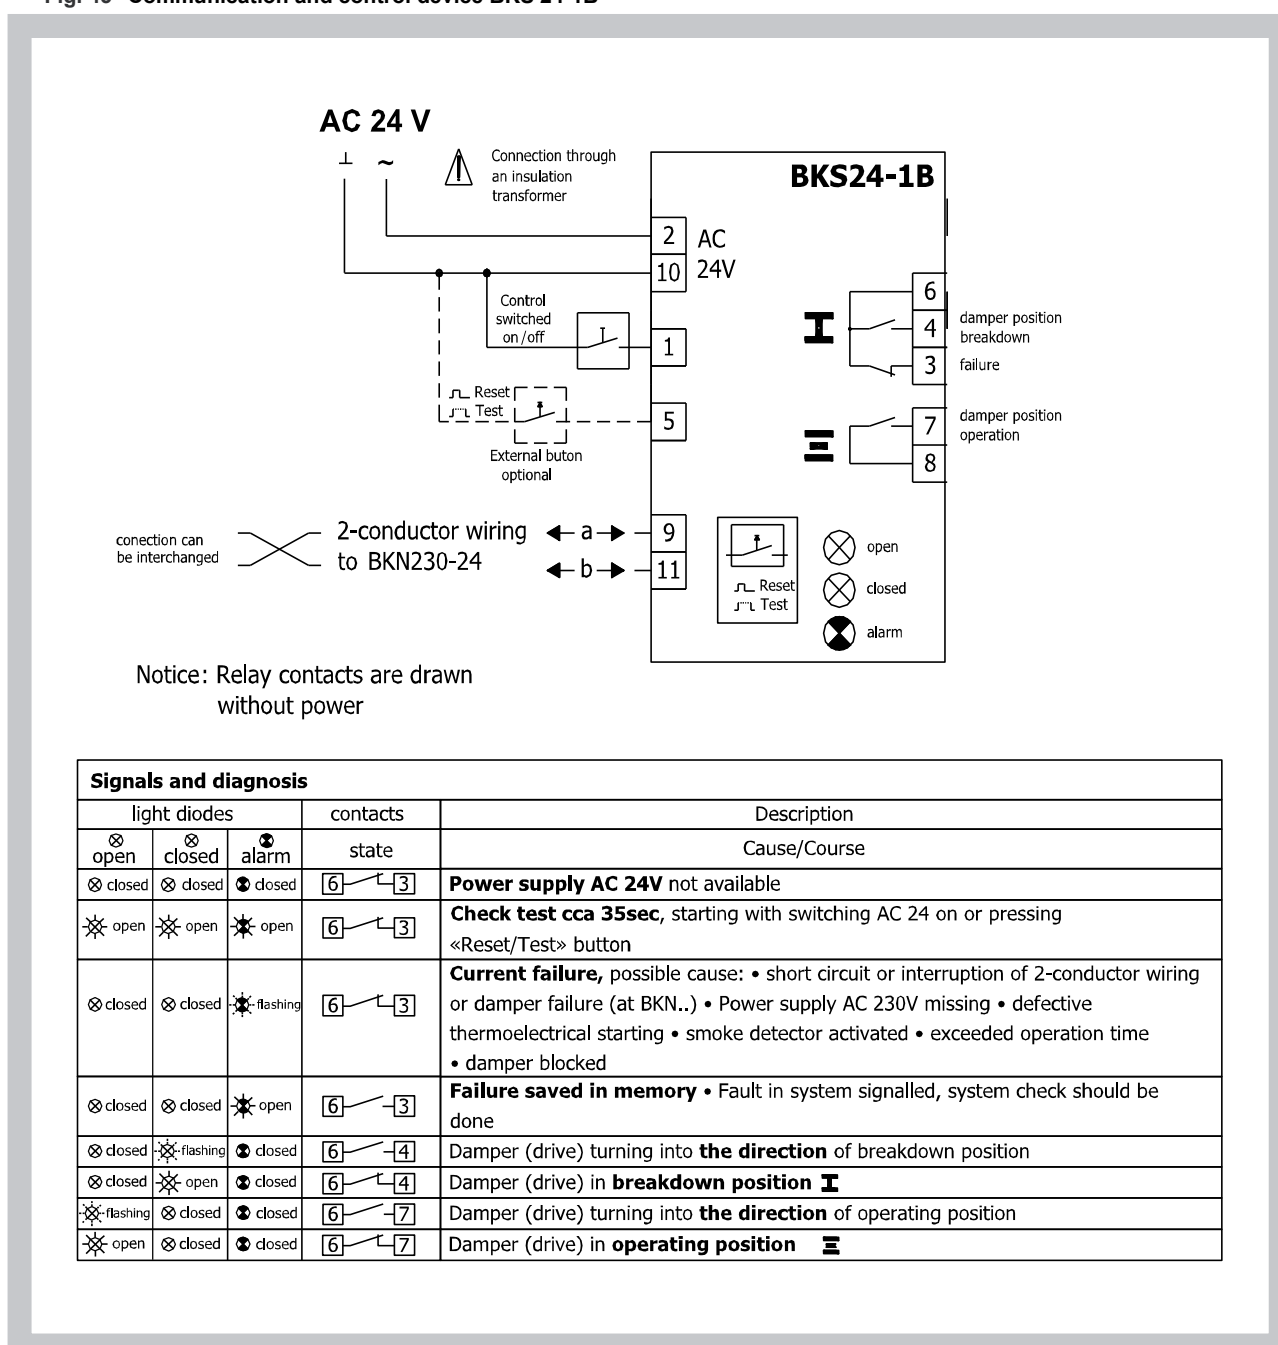 AC 24 V
⊥ ~
Connection through
an insulation
transformer
BKS24-1B
2
AC
10
24V
Control
switched
on/off
1
6
4
damper position
breakdown
3
failure
Reset
Test
5
External buton
optional
7
damper position
operation
8
conection can
be interchanged
2-conductor wiring
to BKN230-24
a
b
9
11
Reset
Test
open
closed
alarm
Notice: Relay contacts are drawn
without power
Signals and diagnosis
light diodes contacts Description
open closed alarm state Cause/Course
closed closed closed 6 3 Power supply AC 24V not available
open open open 6 3 Check test cca 35sec, starting with switching AC 24 on or pressing
«Reset/Test» button
closed closed flashing 6 3 Current failure, possible cause: • short circuit or interruption of 2-conductor wiring
or damper failure (at BKN..) • Power supply AC 230V missing • defective
thermoelectrical starting • smoke detector activated • exceeded operation time
• damper blocked
closed closed open 6 3 Failure saved in memory • Fault in system signalled, system check should be
done
closed flashing closed 6 4 Damper (drive) turning into the direction of breakdown position
closed open closed 6 4 Damper (drive) in breakdown position
flashing closed closed 6 7 Damper (drive) turning into the direction of operating position
open closed closed 6 7 Damper (drive) in operating position